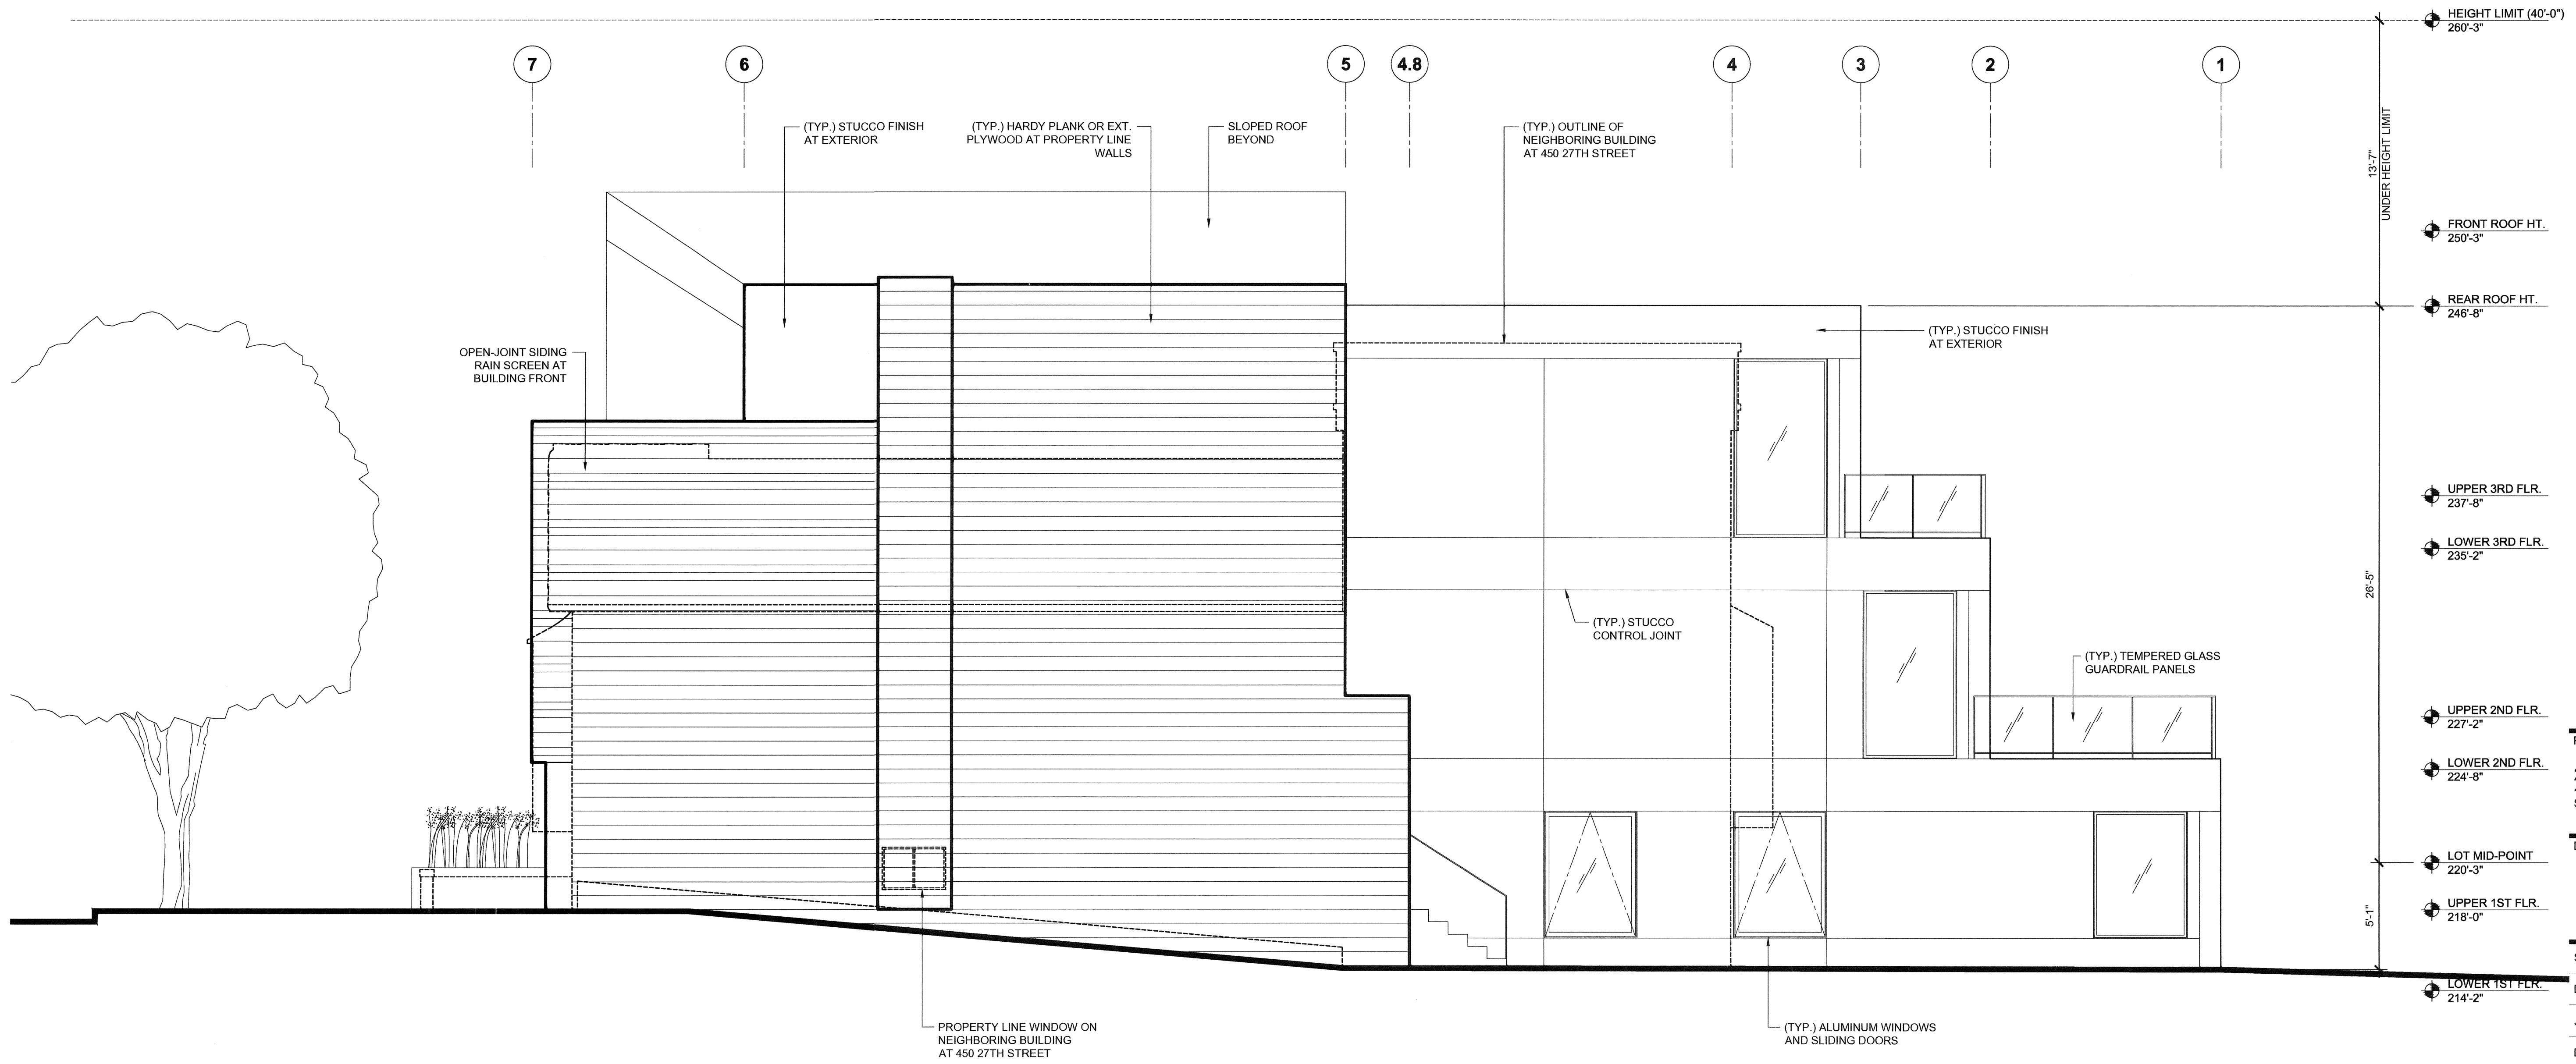 HEIGHT LIMIT (40'-0")
260'-3"
7
6
5
4.8
4
3
2
1
(TYP.) STUCCO FINISH
AT EXTERIOR
(TYP.) HARDY PLANK OR EXT.
PLYWOOD AT PROPERTY LINE
WALLS
SLOPED ROOF
BEYOND
(TYP.) OUTLINE OF
NEIGHBORING BUILDING
AT 450 27TH STREET
13'-7"
UNDER HEIGHT LIMIT
FRONT ROOF HT.
250'-3"
REAR ROOF HT.
246'-8"
(TYP.) STUCCO FINISH
AT EXTERIOR
OPEN-JOINT SIDING
RAIN SCREEN AT
BUILDING FRONT
UPPER 3RD FLR.
237'-8"
LOWER 3RD FLR.
235'-2"
26'-5"
(TYP.) STUCCO
CONTROL JOINT
(TYP.) TEMPERED GLASS
GUARDRAIL PANELS
UPPER 2ND FLR.
227'-2"
LOWER 2ND FLR.
224'-8"
LOT MID-POINT
220'-3"
UPPER 1ST FLR.
218'-0"
5'-1"
LOWER 1ST FLR.
214'-2"
PROPERTY LINE WINDOW ON
NEIGHBORING BUILDING
AT 450 27TH STREET
(TYP.) ALUMINUM WINDOWS
AND SLIDING DOORS